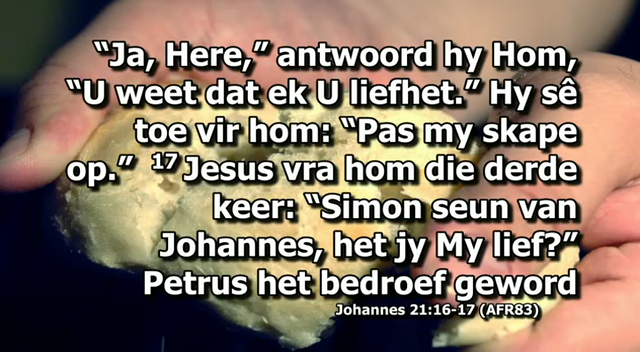 “Ja, Here,” antwoord hy Hom,
“U weet dat ek U liefhet.” Hy sê
toe vir hom: “Pas my skape
op.” 17 Jesus vra hom die derde
keer: “Simon seun van
Johannes, het jy My lief?”
Petrus het bedroef geword
Johannes 21:16-17 (AFR83)